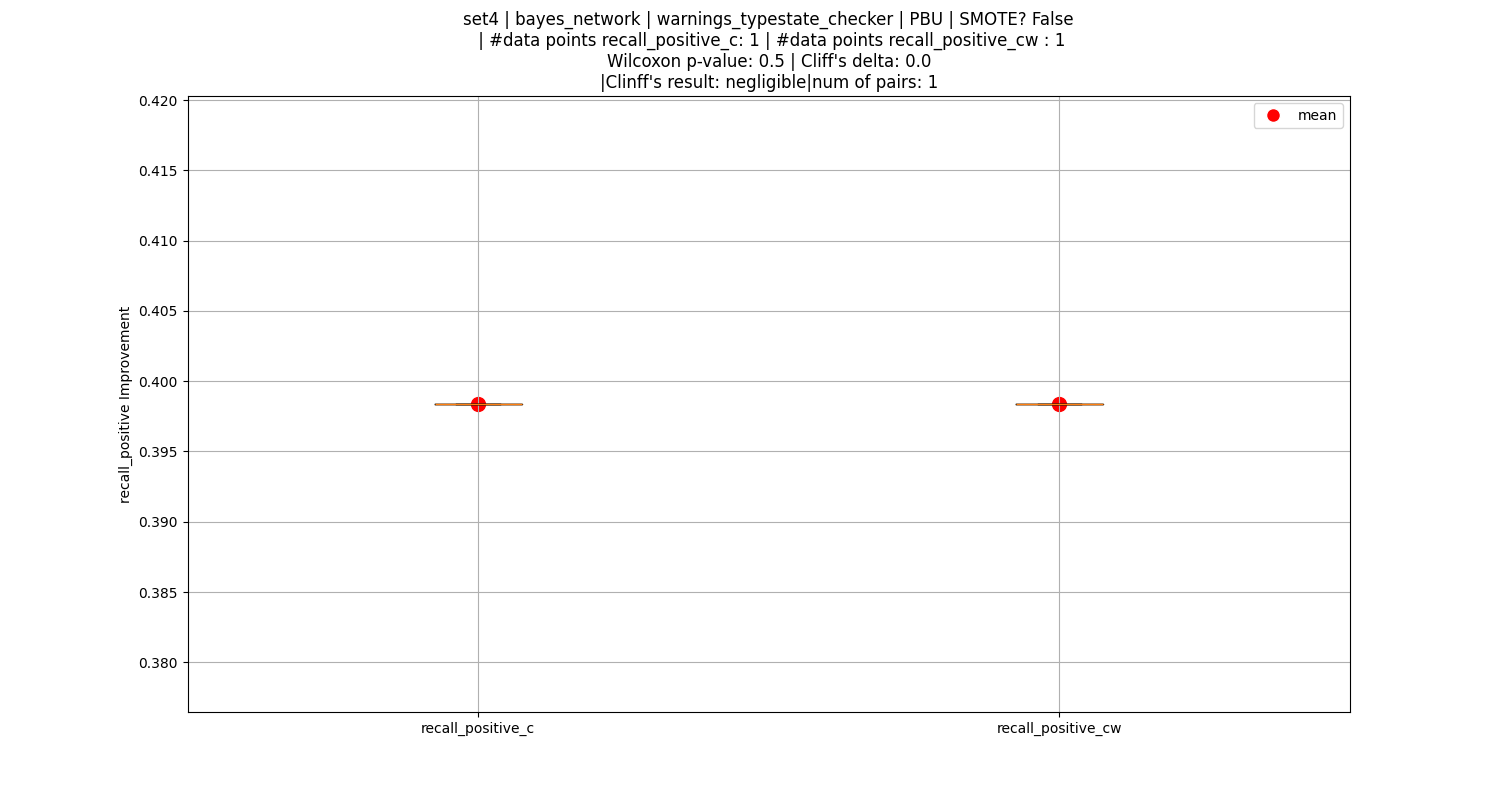 set4 | bayes_network | warnings_typestate_checker | PBU | SMOTE? False
| #data points recall_positive_c: 1 | #data points recall_positive_cw : 1
Wilcoxon p-value: 0.5 | Cliff's delta: 0.0
|Clinff's result: negligible|num of pairs: 1
mean
0.420
0.415
0.410
0.405
0.400
0.395
0.390
0.385
0.380
recall_positive Improvement
recall_positive_c
recall_positive_cw